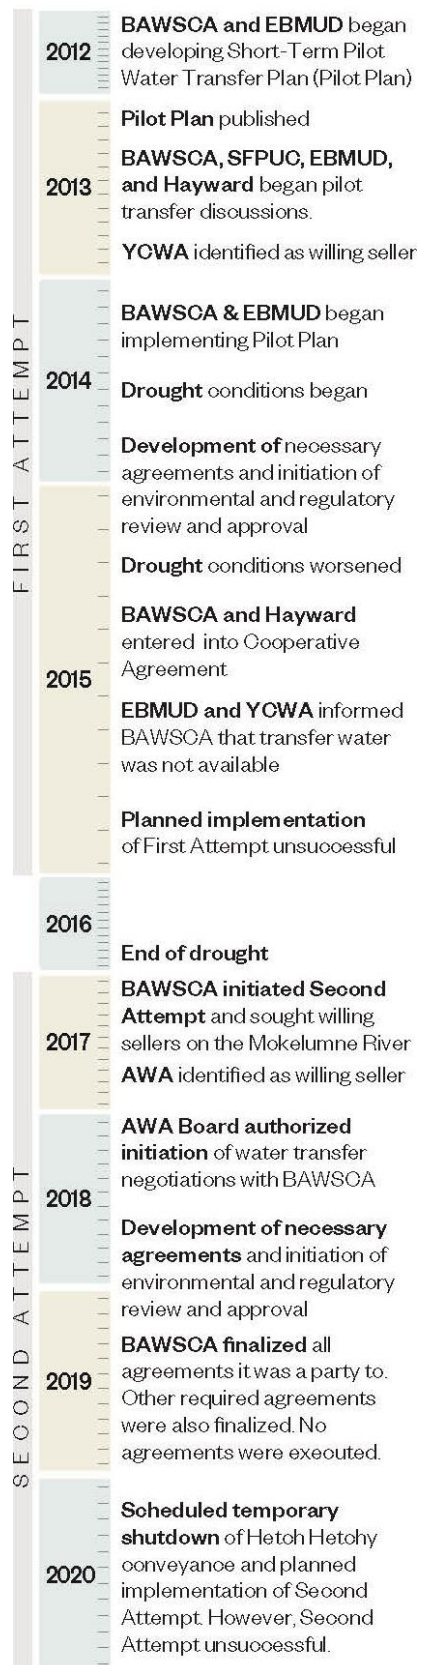 FIRST ATTEMPT
2012
BAWSCA and EBMUD began
developing Short-Term Pilot
Water Transfer Plan (Pilot Plan)
2013
Pilot Plan published
BAWSCA, SFPUC, EBMUD,
and Hayward began pilot
transfer discussions.
YCWA identified as willing seller
2014
BAWSCA & EBMUD began
implementing Pilot Plan
Drought conditions began
Development of necessary
agreements and initiation of
environmental and regulatory
review and approval
2015
Drought conditions worsened
BAWSCA and Hayward
entered into Cooperative
Agreement
EBMUD and YCWA informed
BAWSCA that transfer water
was not available
Planned implementation
of First Attempt unsuccessful
2016
End of drought
SECOND ATTEMPT
2017
BAWSCA initiated Second
Attempt and sought willing
sellers on the Mokelumne River
AWA identified as willing seller
2018
AWA Board authorized
initiation of water transfer
negotiations with BAWSCA
Development of necessary
agreements and initiation of
environmental and regulatory
review and approval
2019
BAWSCA finalized all
agreements it was a party to.
Other required agreements
were also finalized. No
agreements were executed.
2020
Scheduled temporary
shutdown of Hetch Hetchy
conveyance and planned
implementation of Second
Attempt. However, Second
Attempt unsuccessful.